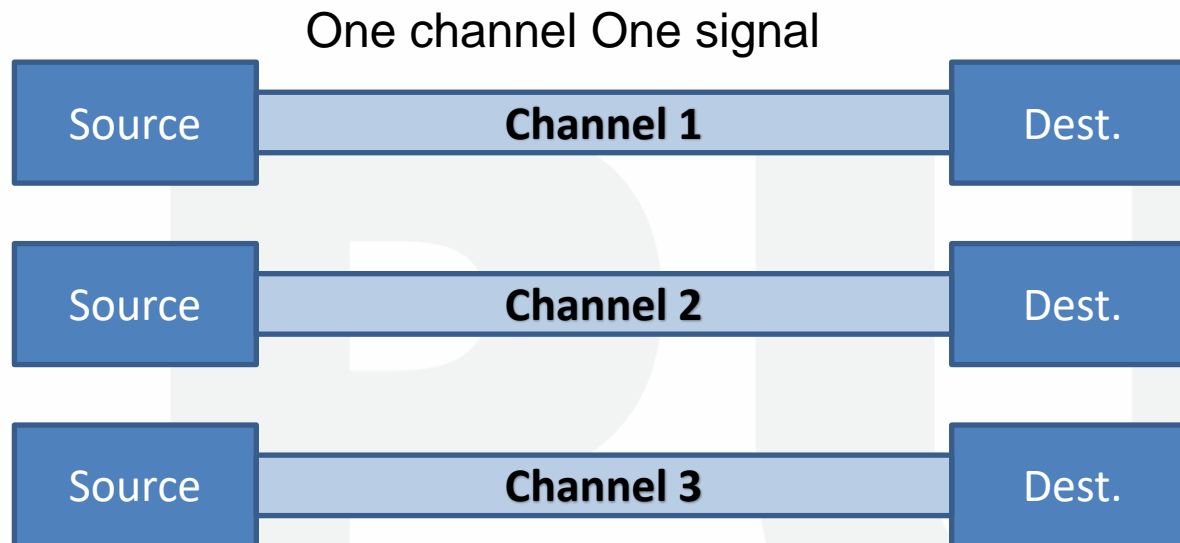 One channel One signal
Source Channel 1 Dest.
Source Channel 2 Dest.
Source Channel 3 Dest.